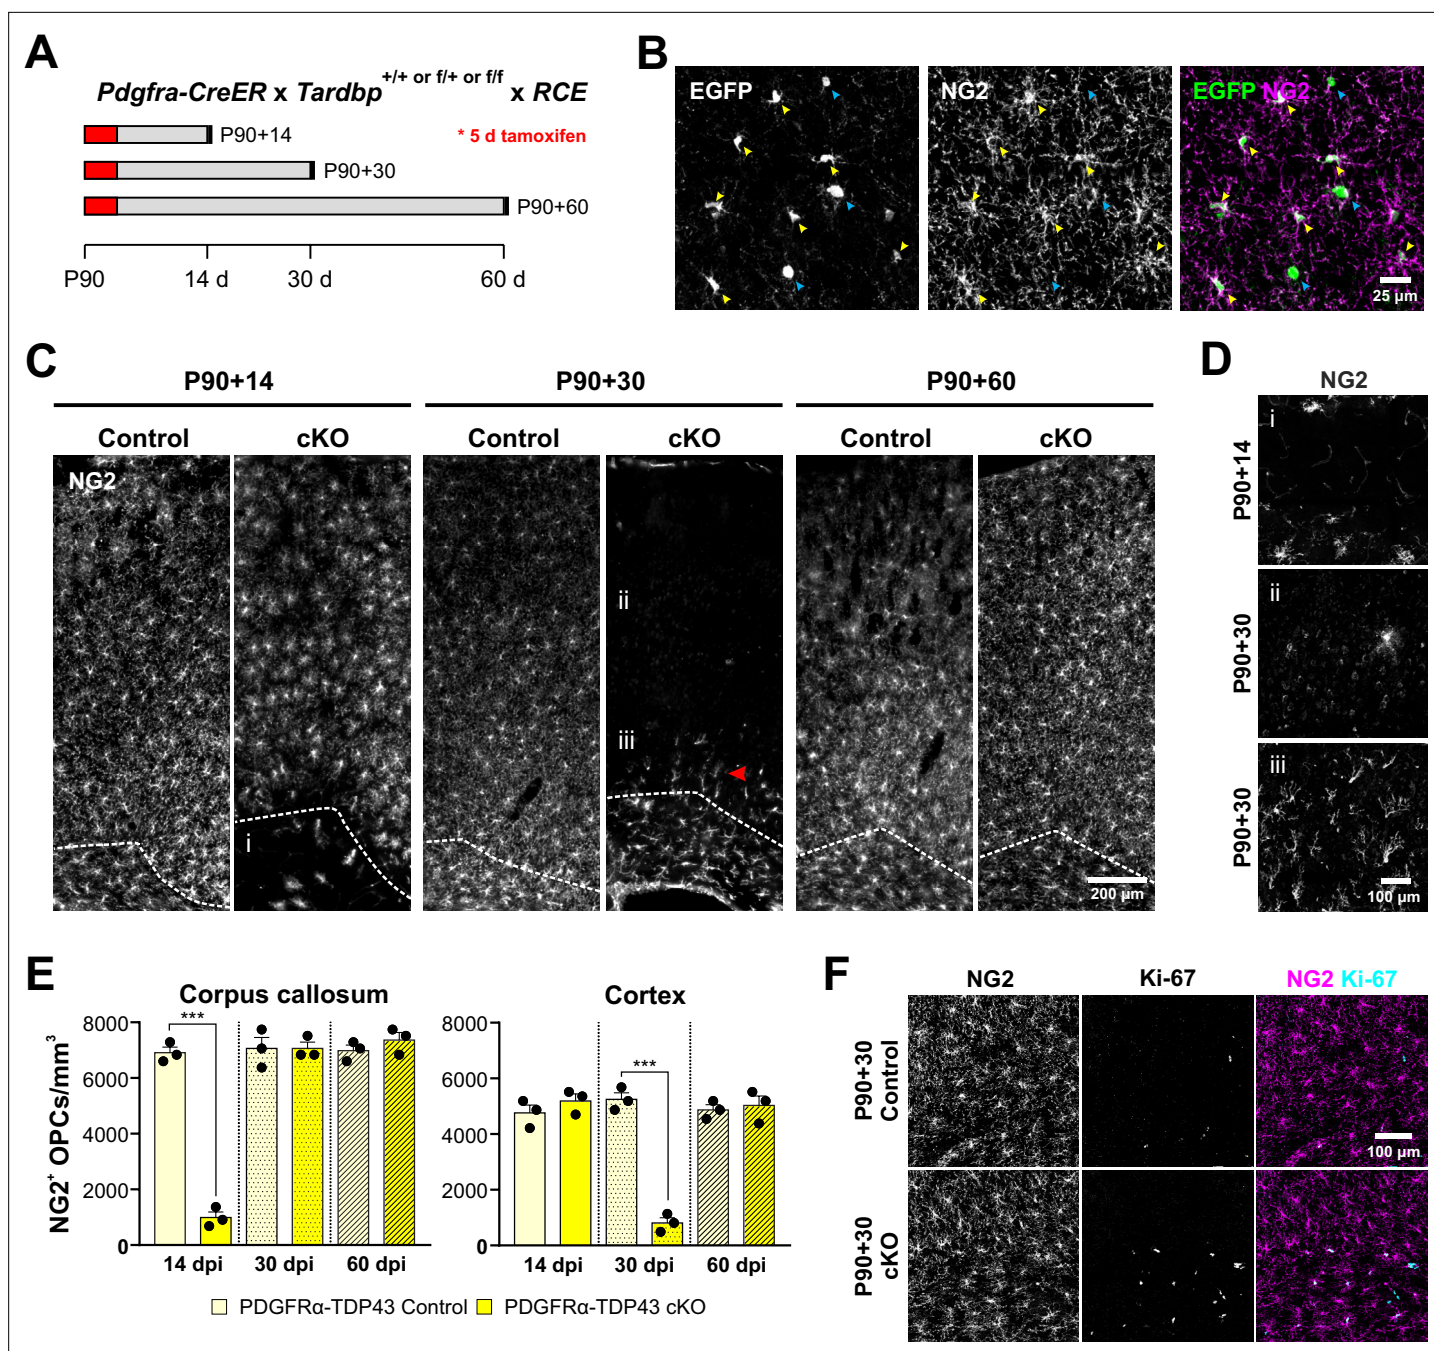 A
Pdgfra-CreER x Tardbp +/+ or f/+ or f/f x RCE
P90+14
* 5 d tamoxifen
P90+30
P90+60
P90 14 d 30 d 60 d
B
EGFP NG2 EGFP NG2
25 µm
C
P90+14 P90+30 P90+60
Control cKO Control cKO Control cKO
NG2
ii
iii
i
200 µm
D
NG2
P90+14
i
P90+30
ii
P90+30
iii
100 µm
E
Corpus callosum
NG2+ OPCs/mm3
8000
6000
4000
2000
0
***
14 dpi 30 dpi 60 dpi
Cortex
8000
6000
4000
2000
0
***
14 dpi 30 dpi 60 dpi
PDGFRα-TDP43 Control PDGFRα-TDP43 cKO
F
NG2 Ki-67 NG2 Ki-67
P90+30
Control
100 µm
P90+30
cKO